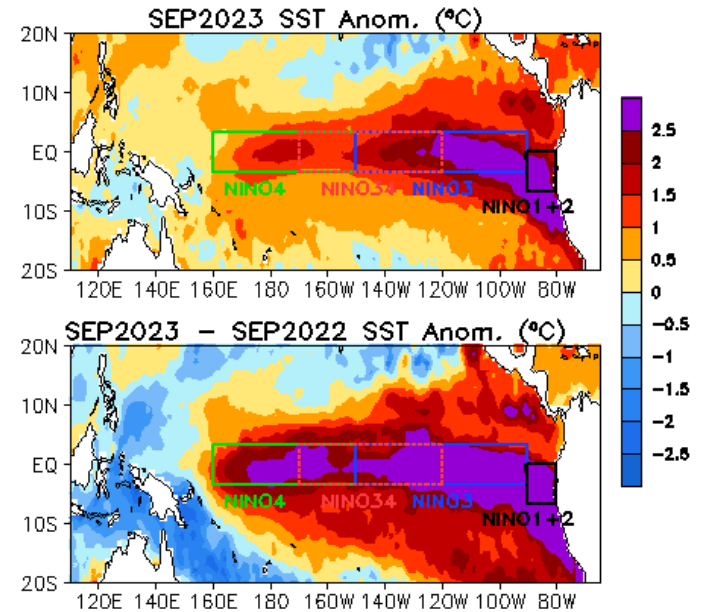 SEP2023 SST Anom. (°C)
20N
10N
EQ
10S
20S
NINO4 NINO34 NINO3
NINO1+2
120E 140E 160E 180 160W 140W 120W 100W 80W
2.5
2
1.5
1
0.5
0
−0.5
−1
−1.5
−2
−2.5
SEP2023 − SEP2022 SST Anom. (°C)
20N
10N
EQ
10S
20S
NINO4 NINO34 NINO3
NINO1+2
120E 140E 160E 180 160W 140W 120W 100W 80W